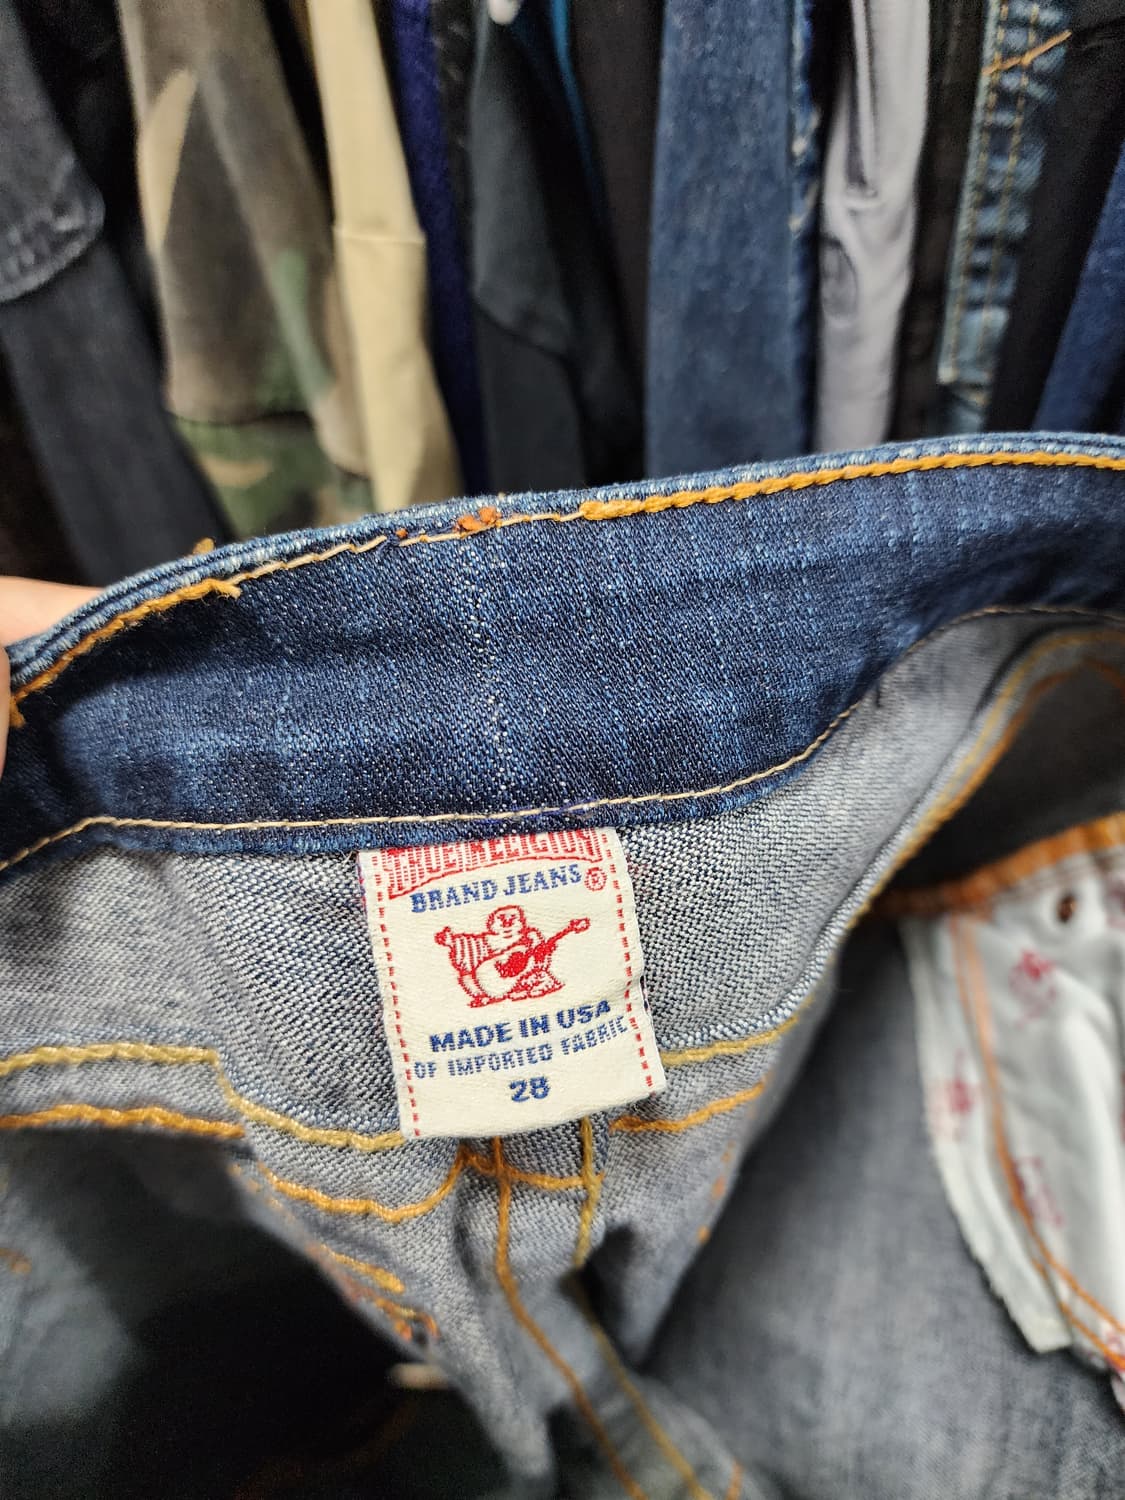 TRUE RELIGION
BRAND JEANS ®
MADE IN USA
OF IMPORTED FABRIC
28